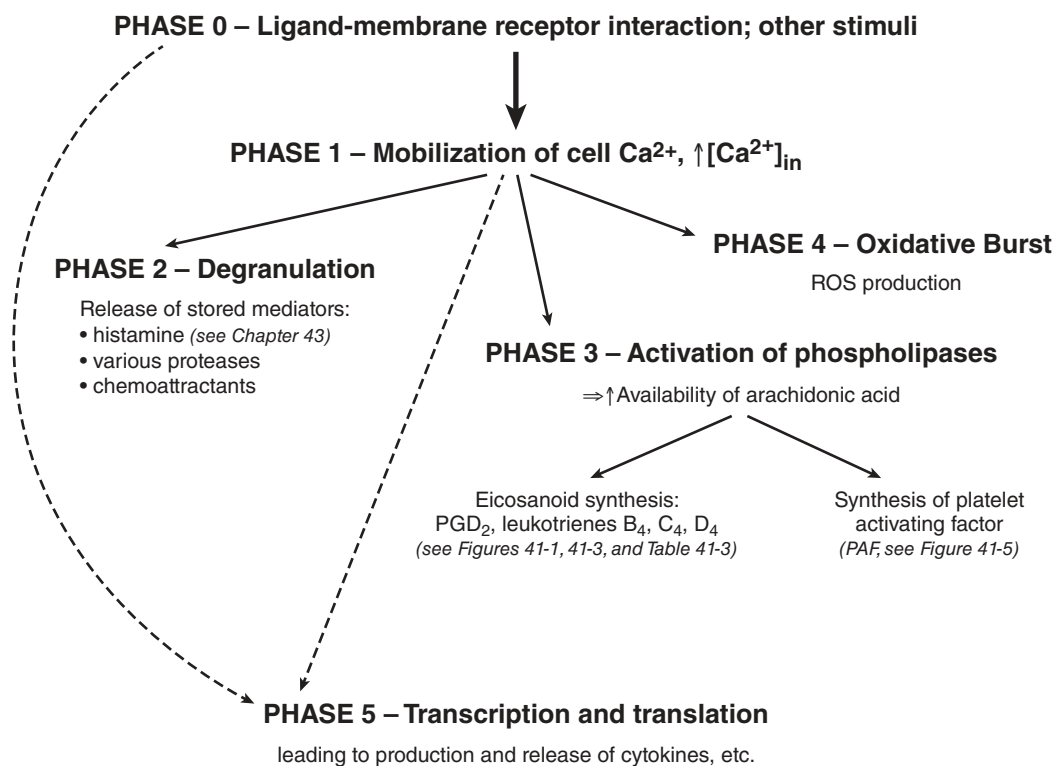 PHASE 0 – Ligand-membrane receptor interaction; other stimuli
PHASE 1 – Mobilization of cell Ca²⁺, ↑[Ca²⁺]in
PHASE 4 – Oxidative Burst
ROS production
PHASE 2 – Degranulation
Release of stored mediators:
• histamine (see Chapter 43)
• various proteases
• chemoattractants
PHASE 3 – Activation of phospholipases
⇒↑Availability of arachidonic acid
Eicosanoid synthesis:
PGD₂, leukotrienes B₄, C₄, D₄
(see Figures 41-1, 41-3, and Table 41-3)
Synthesis of platelet
activating factor
(PAF, see Figure 41-5)
PHASE 5 – Transcription and translation
leading to production and release of cytokines, etc.